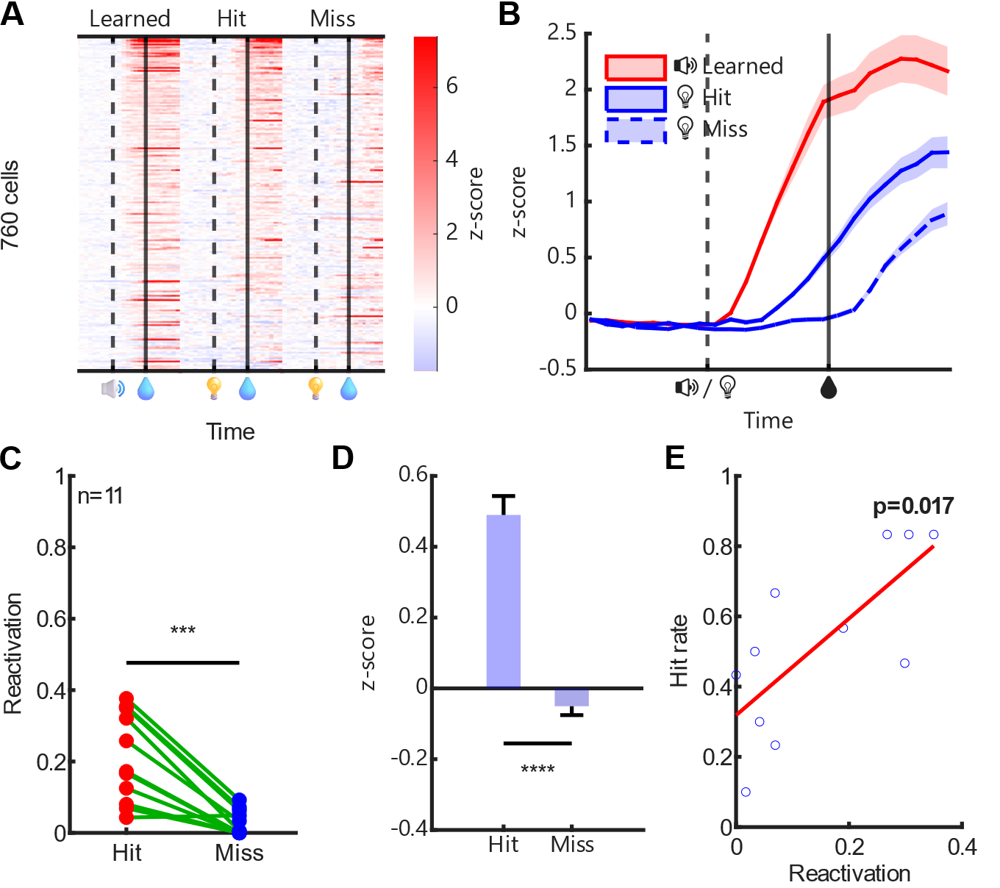 A
Learned Hit Miss
760 cells
6
4
2
0
z-score
Time
B
2.5
2
1.5
1
0.5
0
-0.5
z-score
Learned
Hit
Miss
/
Time
C
1
0.8
0.6
0.4
0.2
0
Reactivation
n=11
***
Hit Miss
D
0.6
0.4
0.2
0
-0.2
-0.4
z-score
****
Hit Miss
E
1
0.8
0.6
0.4
0.2
0
Hit rate
p=0.017
0 0.2 0.4
Reactivation